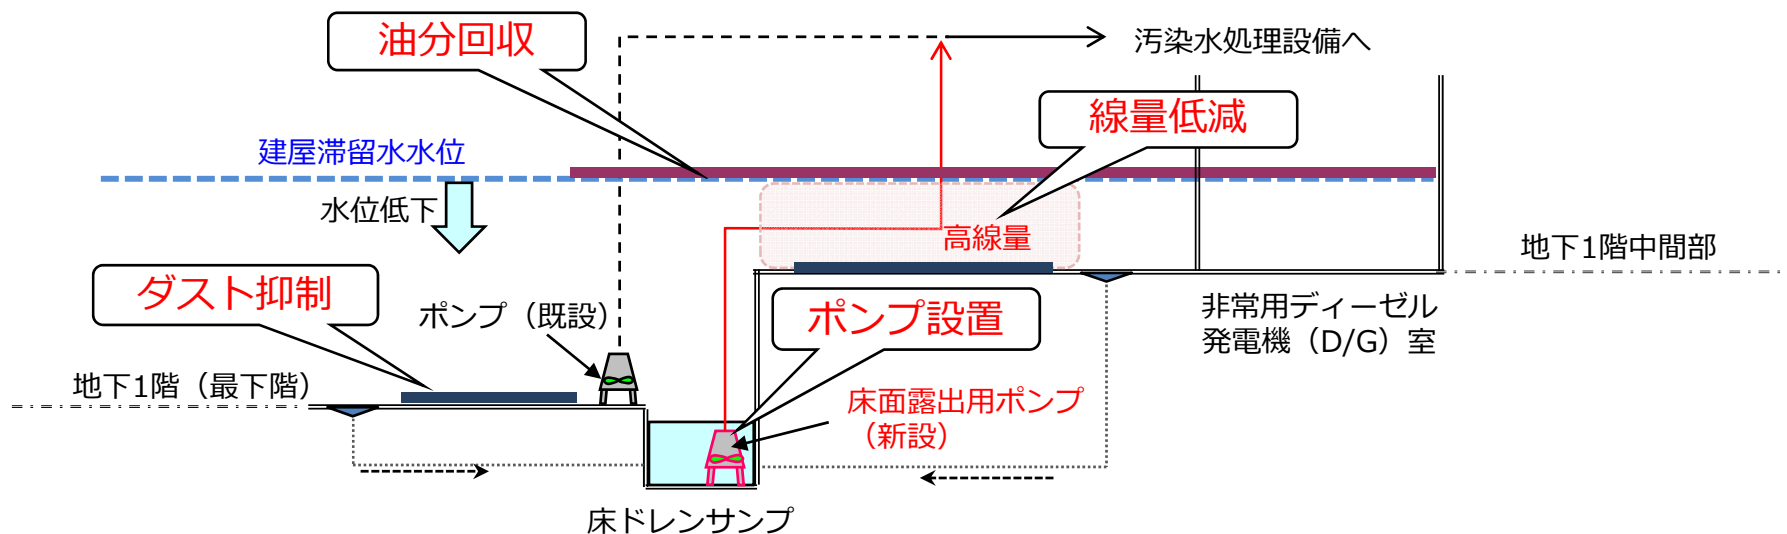 油分回収
汚染水処理設備へ
線量低減
建屋滞留水水位
水位低下
高線量
地下1階中間部
ダスト抑制
ポンプ（既設）
ポンプ設置
非常用ディーゼル
発電機（D/G）室
地下1階（最下階）
床面露出用ポンプ
（新設）
床ドレンサンプ